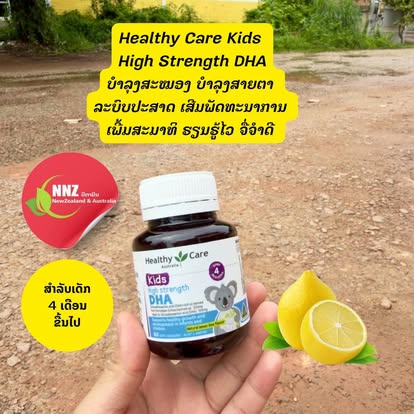 Healthy Care Kids
High Strength DHA
ບຳລຸງສະໝອງ ບຳລຸງສາຍຕາ
ລະບົບປະສາດ ເສີມພັດທະນາການ
ເພີ້ມສະມາທິ ຮຽນຮູ້ໄວ ຈື່ຈຳດີ
NNZ
NewZealand & Australia
Healthy Care
Australia
Kids
High strength
DHA
ສຳລັບເດັກ
4 ເດືອນ
ຂຶ້ນໄປ